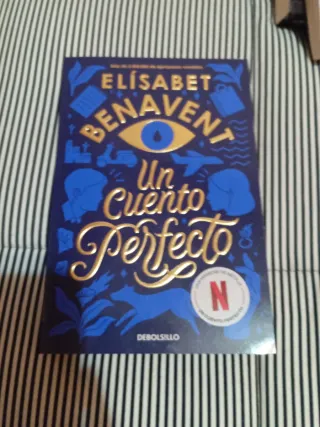 ELÍSABET
BENAVENT
Un
Cuento
Perfecto
N
DEBOLSILLO